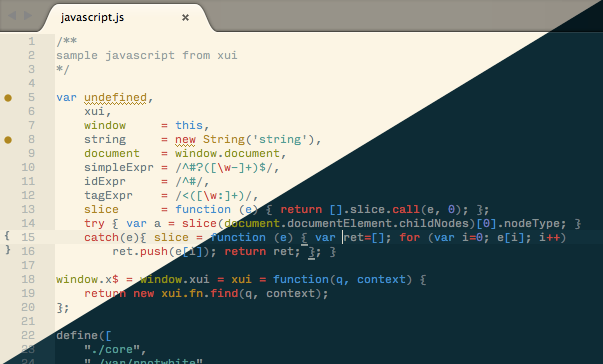 javascript.js
1 /**
2 sample javascript from xui
3 */
4
5 var undefined,
6 xui,
7 window = this,
8 string = new String('string'),
9 document = window.document,
10 simpleExpr = /^#?([\w-]+)$/,
11 idExpr = /^#/,
12 tagExpr = /<([\w:]+)/,
13 slice = function (e) { return [].slice.call(e, 0); };
14 try { var a = slice(document.documentElement.childNodes)[0].nodeType; }
{ 15 catch(e){ slice = function (e) { var ret=[]; for (var i=0; e[i]; i++)
} 16 ret.push(e[i]); return ret; }; }
17
18 window.x$ = window.xui = xui = function(q, context) {
19 return new xui.fn.find(q, context);
20 };
21
22 define([
23 "./core",
24 "./var/rnotwhite"